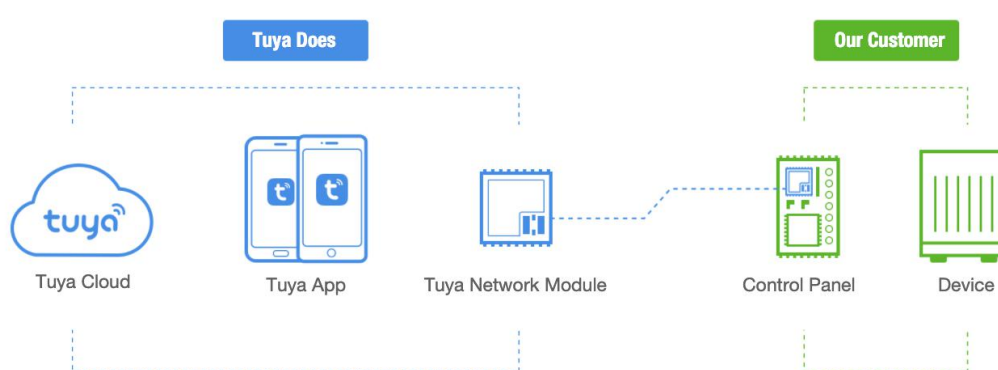 Tuya Does
Our Customer
tuya
t
t
Tuya Cloud
Tuya App
Tuya Network Module
Control Panel
Device